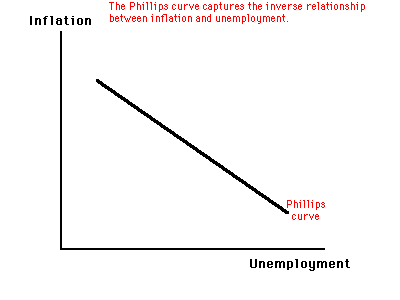 The Phillips curve captures the inverse relationship
between inflation and unemployment.
Inflation
Phillips
curve
Unemployment